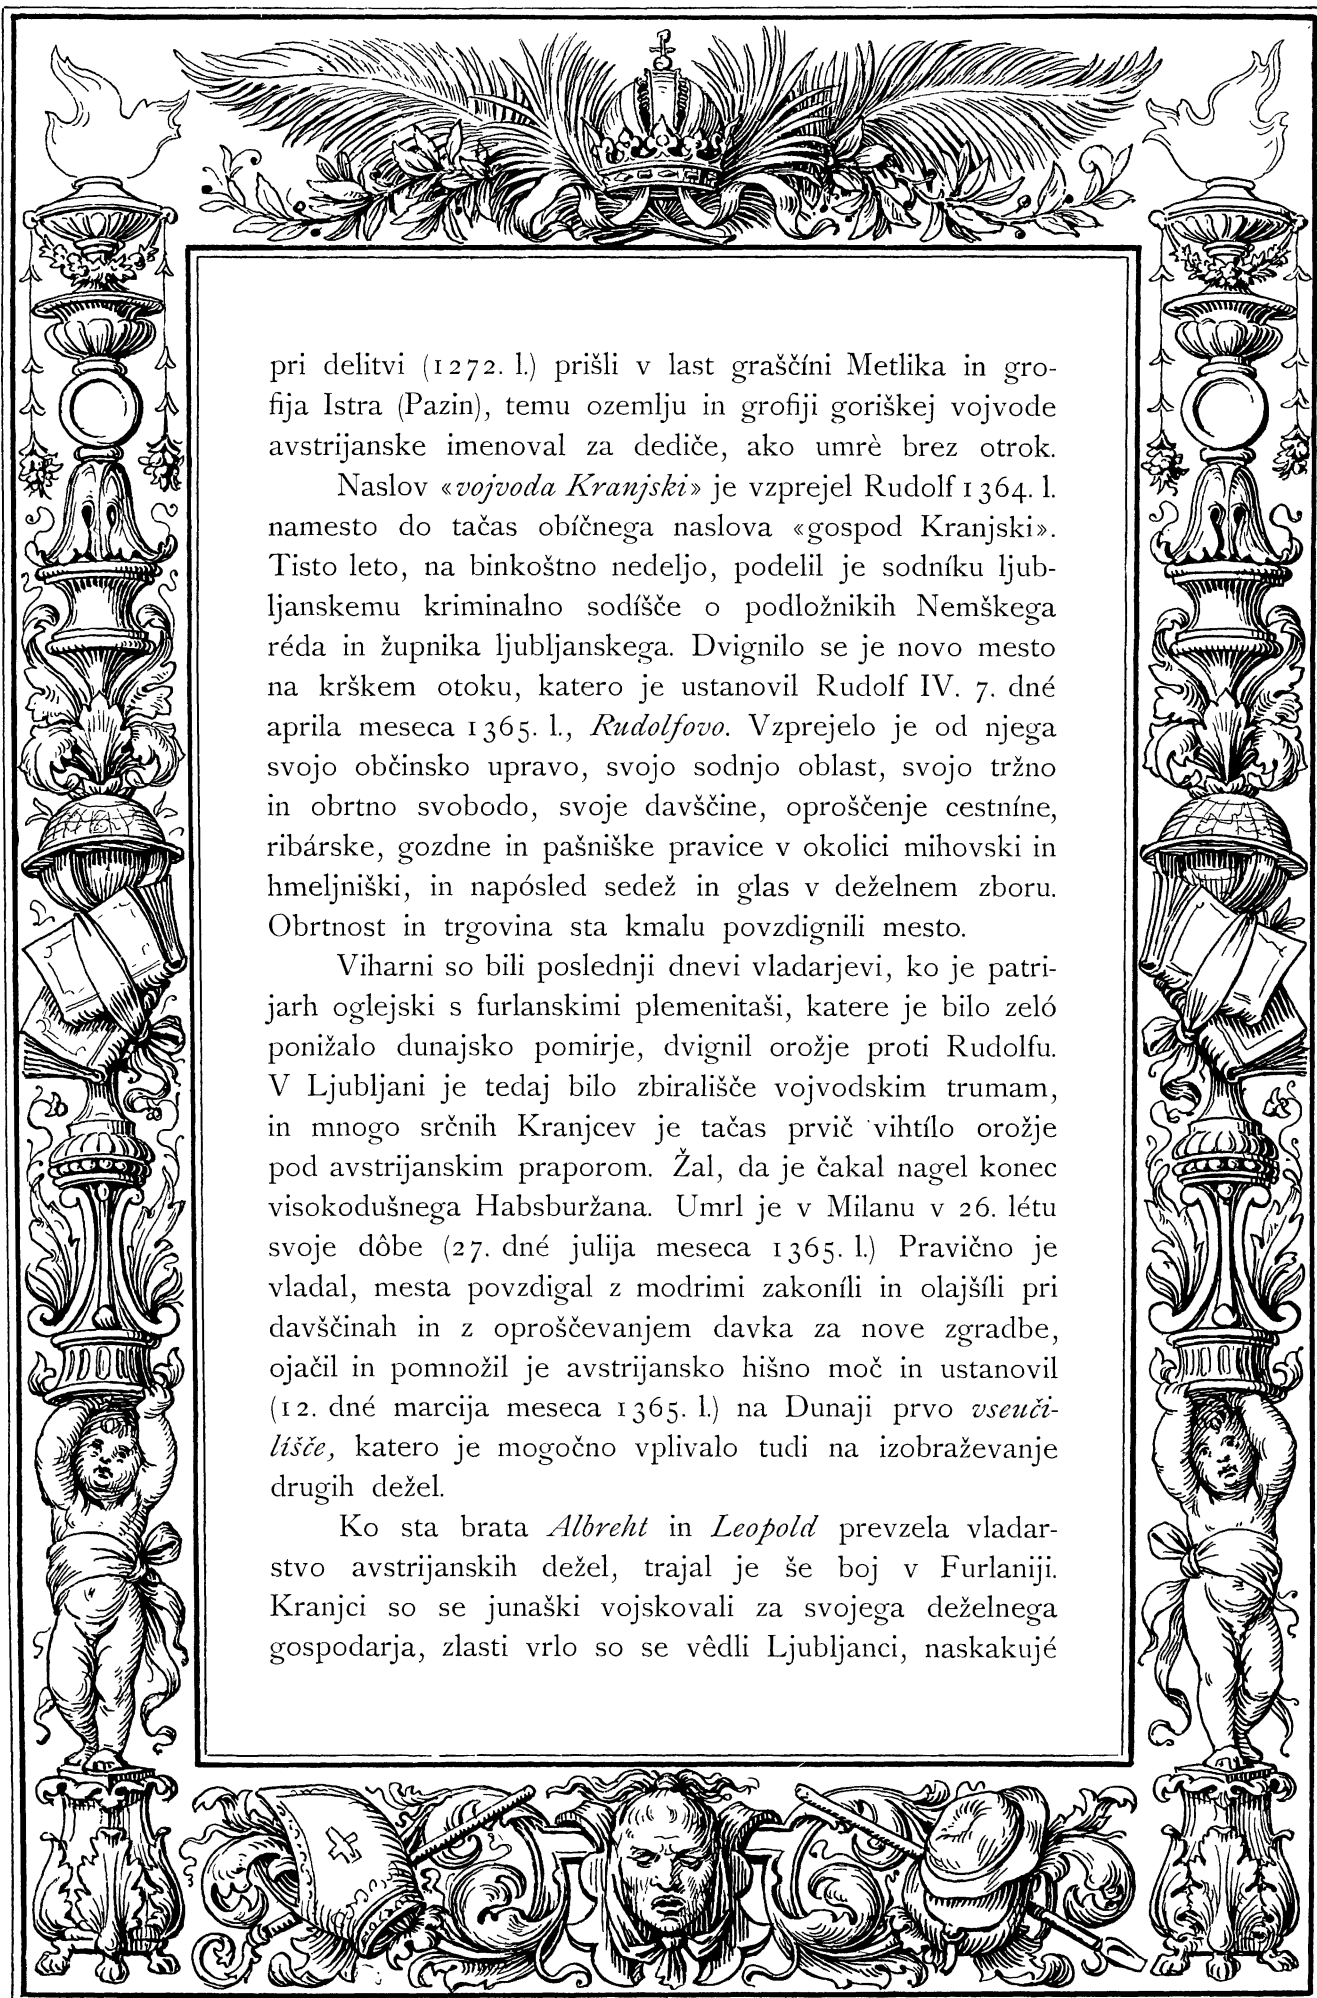 pri delitvi (1272. l.) prišli v last graščíni Metlika in gro-
fija Istra (Pazin), temu ozemlju in grofiji goriškej vojvode
avstrijanske imenoval za dediče, ako umrè brez otrok.
Naslov «vojvoda Kranjski» je vzprejel Rudolf 1364. l.
namesto do tačas obíčnega naslova «gospod Kranjski».
Tisto leto, na binkoštno nedeljo, podelil je sodníku ljub-
ljanskemu kriminalno sodíšče o podložnikih Nemškega
réda in župnika ljubljanskega. Dvignilo se je novo mesto
na krškem otoku, katero je ustanovil Rudolf IV. 7. dné
aprila meseca 1365. l., Rudolfovo. Vzprejelo je od njega
svojo občinsko upravo, svojo sodnjo oblast, svojo tržno
in obrtno svobodo, svoje davščine, oproščenje cestníne,
ribárske, gozdne in pašniške pravice v okolici mihovski in
hmeljniški, in napósled sedež in glas v deželnem zboru.
Obrtnost in trgovina sta kmalu povzdignili mesto.
Viharni so bili poslednji dnevi vladarjevi, ko je patri-
jarh oglejski s furlanskimi plemenitaši, katere je bilo zeló
ponižalo dunajsko pomirje, dvignil orožje proti Rudolfu.
V Ljubljani je tedaj bilo zbirališče vojvodskim trumam,
in mnogo srčnih Kranjcev je tačas prvič vihtílo orožje
pod avstrijanskim praporom. Žal, da je čakal nagel konec
visokodušnega Habsburžana. Umrl je v Milanu v 26. létu
svoje dôbe (27. dné julija meseca 1365. l.) Pravično je
vladal, mesta povzdigal z modrimi zakoníli in olajšíli pri
davščinah in z oproščevanjem davka za nove zgradbe,
ojačil in pomnožil je avstrijansko hišno moč in ustanovil
(12. dné marcija meseca 1365. l.) na Dunaji prvo vseuči-
líšče, katero je mogočno vplivalo tudi na izobraževanje
drugih dežel.
Ko sta brata Albreht in Leopold prevzela vladar-
stvo avstrijanskih dežel, trajal je še boj v Furlaniji.
Kranjci so se junaški vojskovali za svojega deželnega
gospodarja, zlasti vrlo so se vêdli Ljubljanci, naskakujé